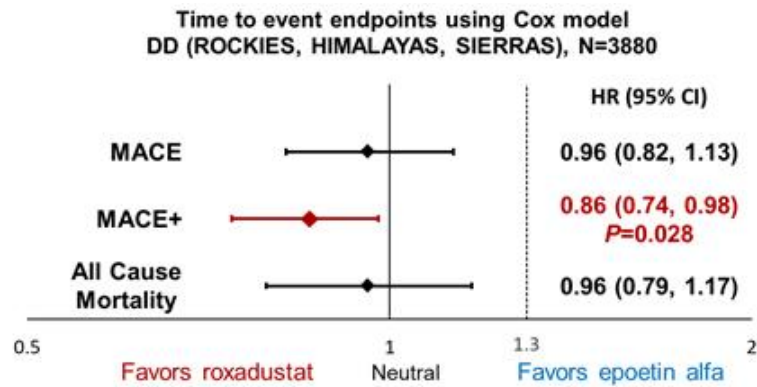 Time to event endpoints using Cox model
DD (ROCKIES, HIMALAYAS, SIERRAS), N=3880
HR (95% CI)
MACE 0.96 (0.82, 1.13)
MACE+ 0.86 (0.74, 0.98)
P=0.028
All Cause
Mortality 0.96 (0.79, 1.17)
0.5 1 1.3 2
Favors roxadustat Neutral Favors epoetin alfa